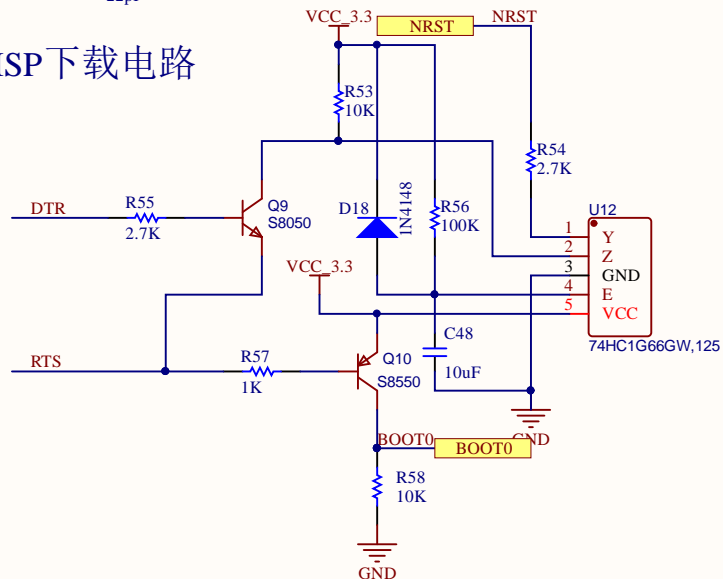 VCC_3.3
NRST
NRST
SP下载电路
R53
10K
R54
2.7K
DTR
R55
2.7K
Q9
S8050
D18
1N4148
R56
100K
U12
1
Y
2
Z
3
GND
4
E
5
VCC
74HC1G66GW,125
VCC_3.3
RTS
R57
1K
Q10
S8550
C48
10uF
GND
BOOT0
BOOT0
R58
10K
GND